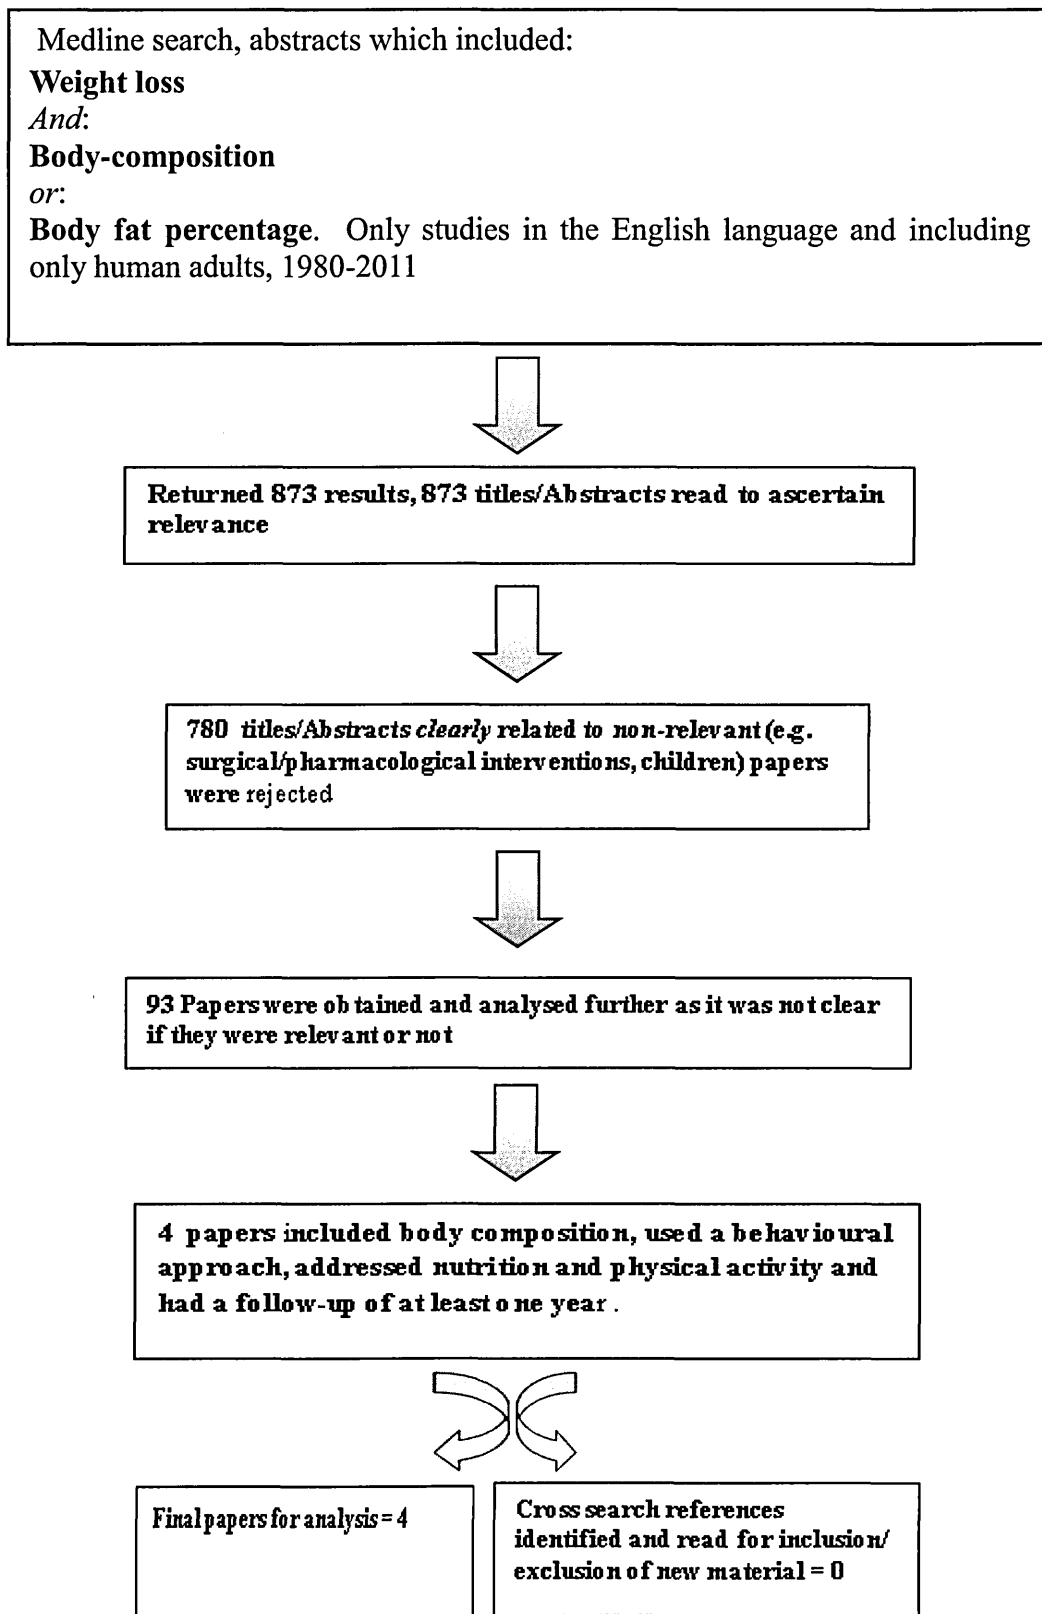 Medline search, abstracts which included:
Weight loss
And:
Body-composition
or:
Body fat percentage. Only studies in the English language and including
only human adults, 1980-2011
Returned 873 results, 873 titles/Abstracts read to ascertain
relevance
780 titles/Abstracts clearly related to non-relevant (e.g.
surgical/pharmacological interventions, children) papers
were rejected
93 Papers were obtained and analysed further as it was not clear
if they were relevant or not
4 papers included body composition, used a behavioural
approach, addressed nutrition and physical activity and
had a follow-up of at least one year.
Final papers for analysis = 4
Cross search references
identified and read for inclusion/
exclusion of new material = 0